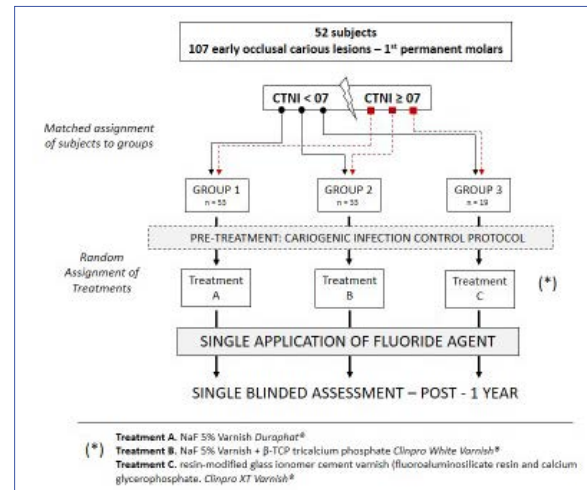 52 subjects
107 early occlusal carious lesions – 1st permanent molars
CTNI < 07 CTNI ≥ 07
Matched assignment
of subjects to groups
GROUP 1 GROUP 2 GROUP 3
n = n = n = 19
PRE-TREATMENT: CARIOGENIC INFECTION CONTROL PROTOCOL
Random
Assignment of
Treatments
Treatment
A
Treatment
B
Treatment
C
(*)
SINGLE APPLICATION OF FLUORIDE AGENT
SINGLE BLINDED ASSESSMENT – POST - 1 YEAR
(*)
Treatment A. NaF 5% Varnish Duraphat®
Treatment B. NaF 5% Varnish + β-TCP tricalcium phosphate Clinpro White Varnish®
Treatment C. resin-modified glass ionomer cement varnish (fluoroaluminosilicate resin and calcium
glycerophosphate. Clinpro XT Varnish®